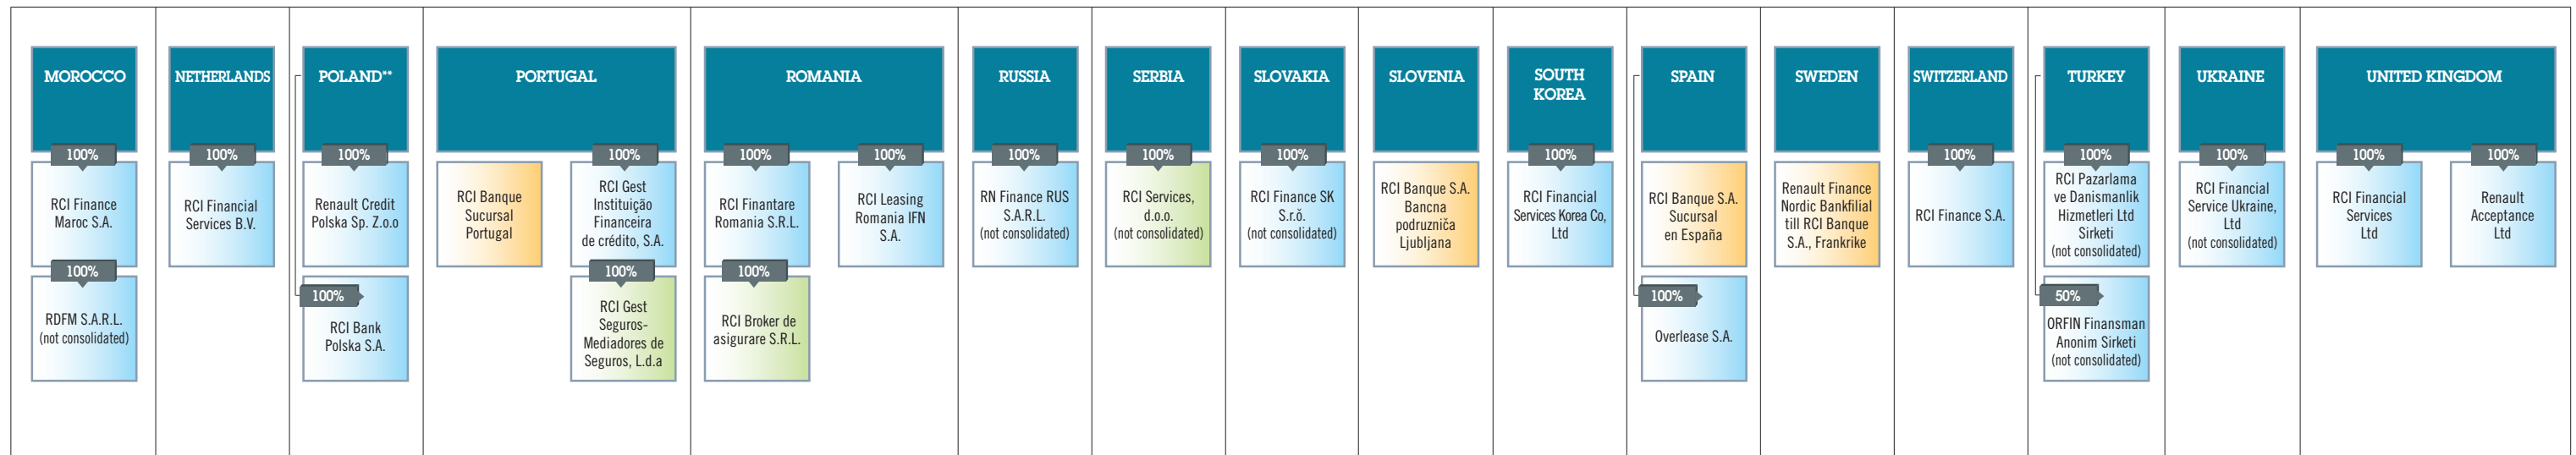 MOROCCO
100%
RCI Finance
Maroc S.A.
100%
RDFM S.A.R.L.
(not consolidated)
NETHERLANDS
100%
RCI Financial
Services B.V.
POLAND**
100%
Renault Credit
Polska Sp. Z.o.o
100%
RCI Bank
Polska S.A.
PORTUGAL
RCI Banque
Sucursal
Portugal
100%
RCI Gest
Instituição
Financeira
de crédito, S.A.
100%
RCI Gest
Seguros-
Mediadores de
Seguros, L.d.a
ROMANIA
100%
RCI Finantare
Romania S.R.L.
100%
RCI Broker de
asigurare S.R.L.
100%
RCI Leasing
Romania IFN
S.A.
RUSSIA
100%
RN Finance RUS
S.A.R.L.
(not consolidated)
SERBIA
100%
RCI Services,
d.o.o.
(not consolidated)
SLOVAKIA
100%
RCI Finance SK
S.r.ŏ.
(not consolidated)
SLOVENIA
RCI Banque S.A.
Bancna
podruzniča
Ljubljana
SOUTH
KOREA
100%
RCI Financial
Services Korea Co,
Ltd
SPAIN
RCI Banque S.A.
Sucursal
en España
100%
Overlease S.A.
SWEDEN
Renault Finance
Nordic Bankfilial
till RCI Banque
S.A., Frankrike
SWITZERLAND
100%
RCI Finance S.A.
TURKEY
100%
RCI Pazarlama
ve Danismanlik
Hizmetleri Ltd
Sirketi
(not consolidated)
50%
ORFIN Finansman
Anonim Sirketi
(not consolidated)
UKRAINE
100%
RCI Financial
Service Ukraine,
Ltd
(not consolidated)
UNITED KINGDOM
100%
RCI Financial
Services
Ltd
100%
Renault
Acceptance
Ltd